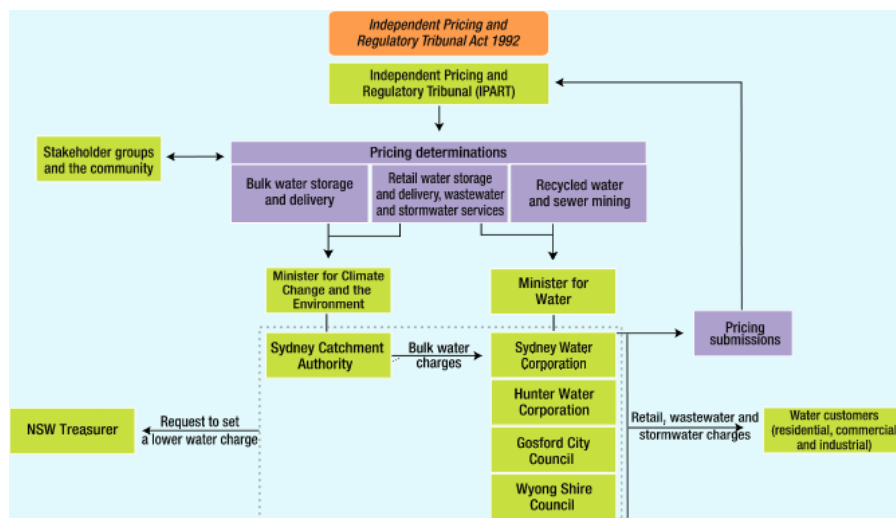 Independent Pricing and
Regulatory Tribunal Act 1992
Independent Pricing and
Regulatory Tribunal (IPART)
Stakeholder groups
and the community
Pricing determinations
Bulk water storage
and delivery
Retail water storage
and delivery, wastewater
and stormwater services
Recycled water
and sewer mining
Minister for Climate
Change and the
Environment
Minister for
Water
Pricing
submissions
Sydney Catchment
Authority
Bulk water
charges
Sydney Water
Corporation
Hunter Water
Corporation
NSW Treasurer
Request to set
a lower water charge
Gosford City
Council
Retail, wastewater and
stormwater charges
Water customers
(residential, commercial
and industrial)
Wyong Shire
Council